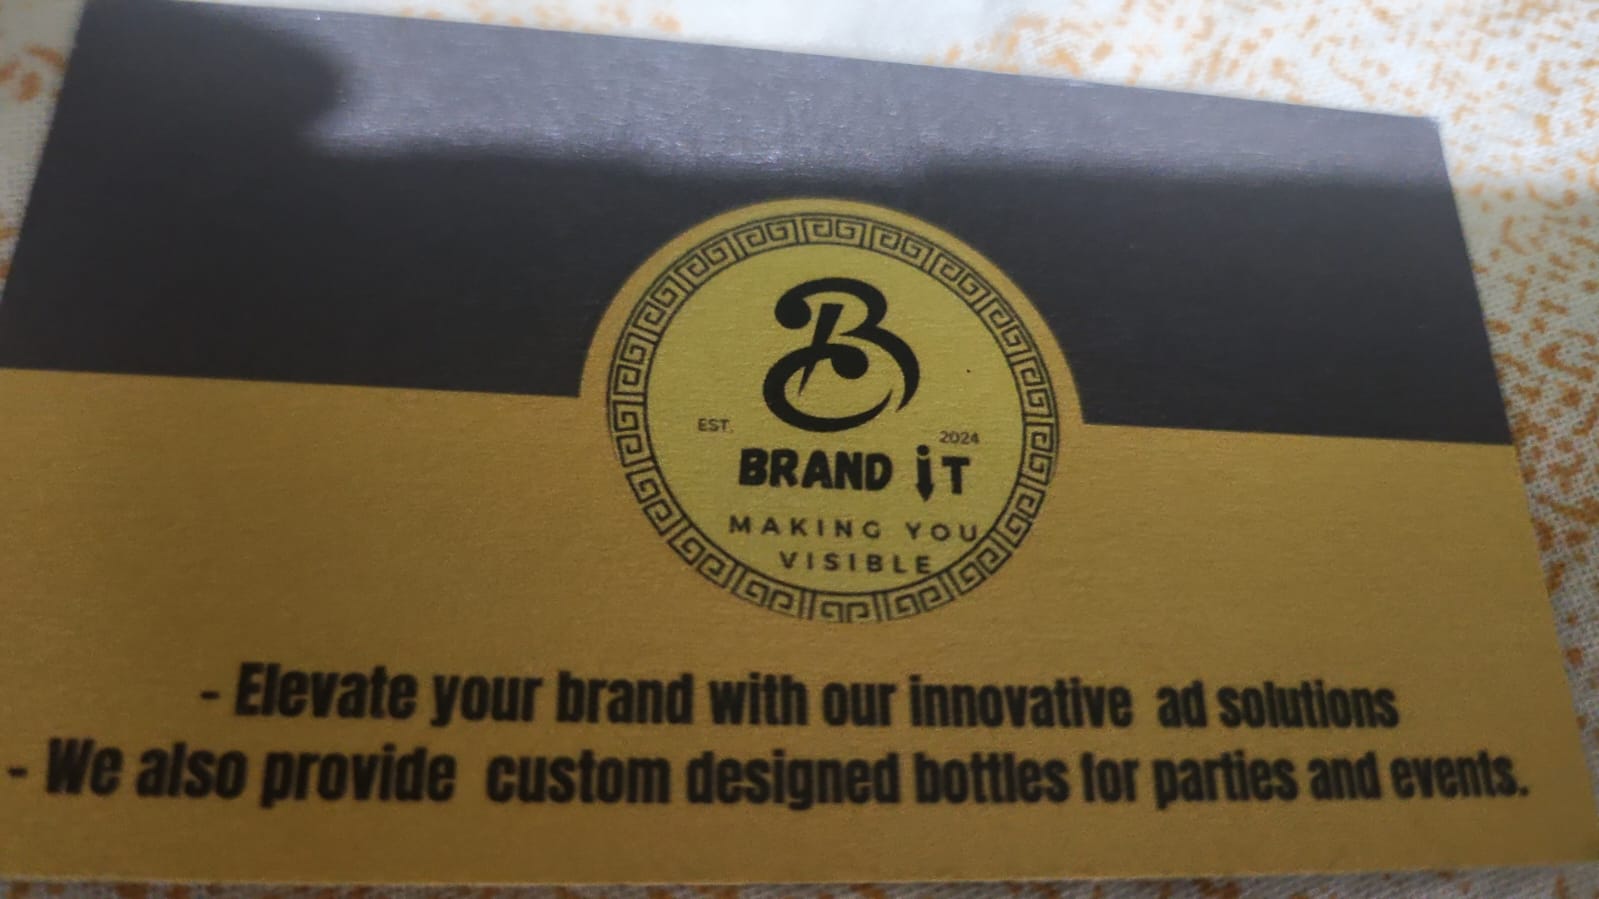 B
EST. 2024
BRAND iT
MAKING YOU
VISIBLE
- Elevate your brand with our innovative ad solutions
- We also provide custom designed bottles for parties and events.